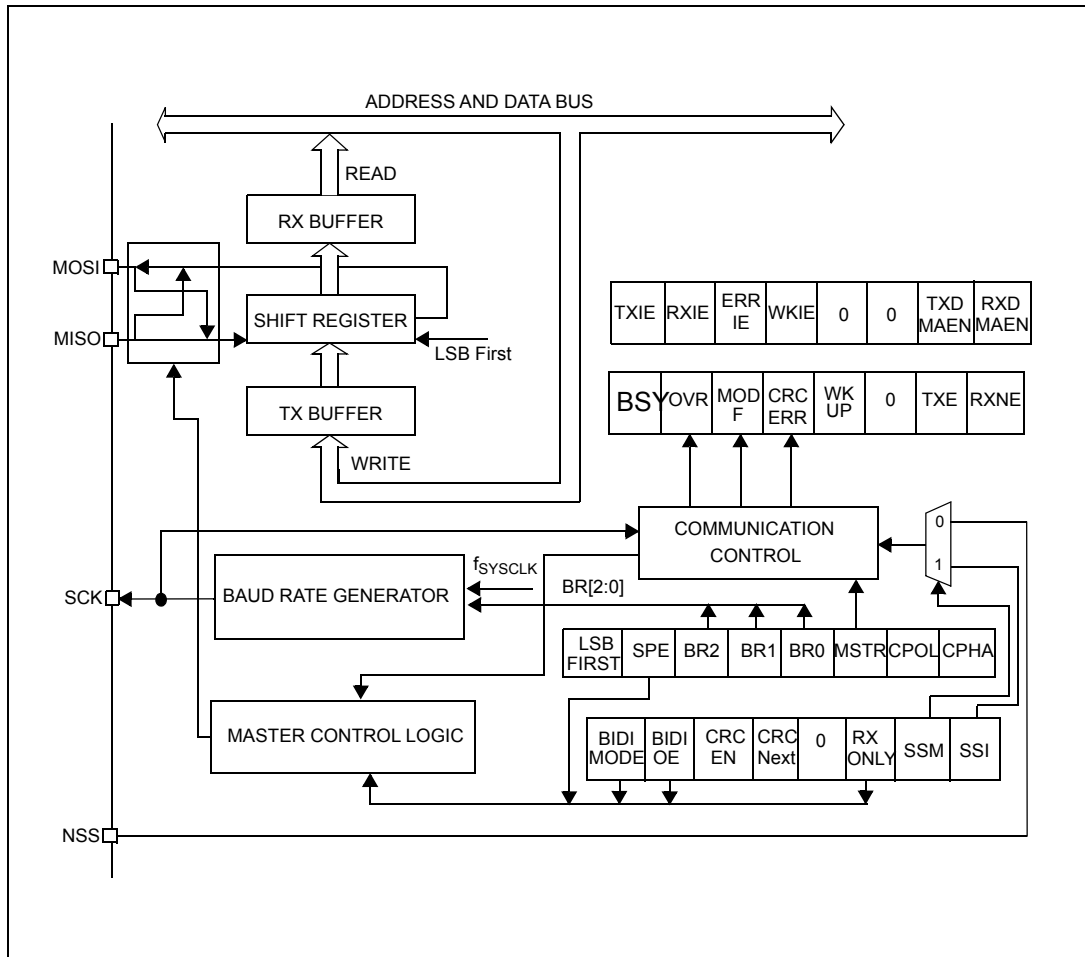 ADDRESS AND DATA BUS
READ
RX BUFFER
MOSI
SHIFT REGISTER
MISO
LSB First
TX BUFFER
WRITE
TXIE RXIE ERR IE WKIE 0 0 TXD MAEN RXD MAEN
BSY OVR MOD F CRC ERR WK UP 0 TXE RXNE
COMMUNICATION
CONTROL
0
1
fSYSCLK
BR[2:0]
SCK
BAUD RATE GENERATOR
LSB FIRST SPE BR2 BR1 BR0 MSTR CPOL CPHA
MASTER CONTROL LOGIC
BIDI MODE BIDI OE CRC EN CRC Next 0 RX ONLY SSM SSI
NSS